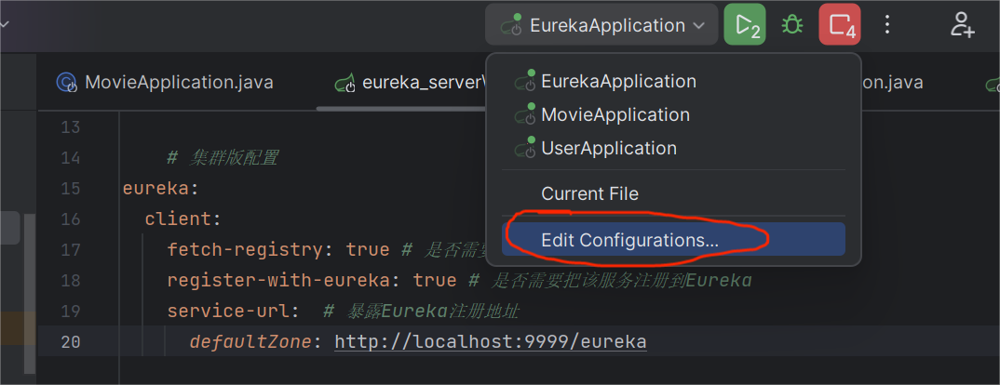 EurekaApplication
2
4
MovieApplication.java
eureka_server
on.java
EurekaApplication
MovieApplication
UserApplication
Current File
Edit Configurations...
13
14 # 集群版配置
15 eureka:
16 client:
17 fetch-registry: true # 是否需
18 register-with-eureka: true # 是否需要把该服务注册到Eureka
19 service-url: # 暴露Eureka注册地址
20 defaultZone: http://localhost:9999/eureka